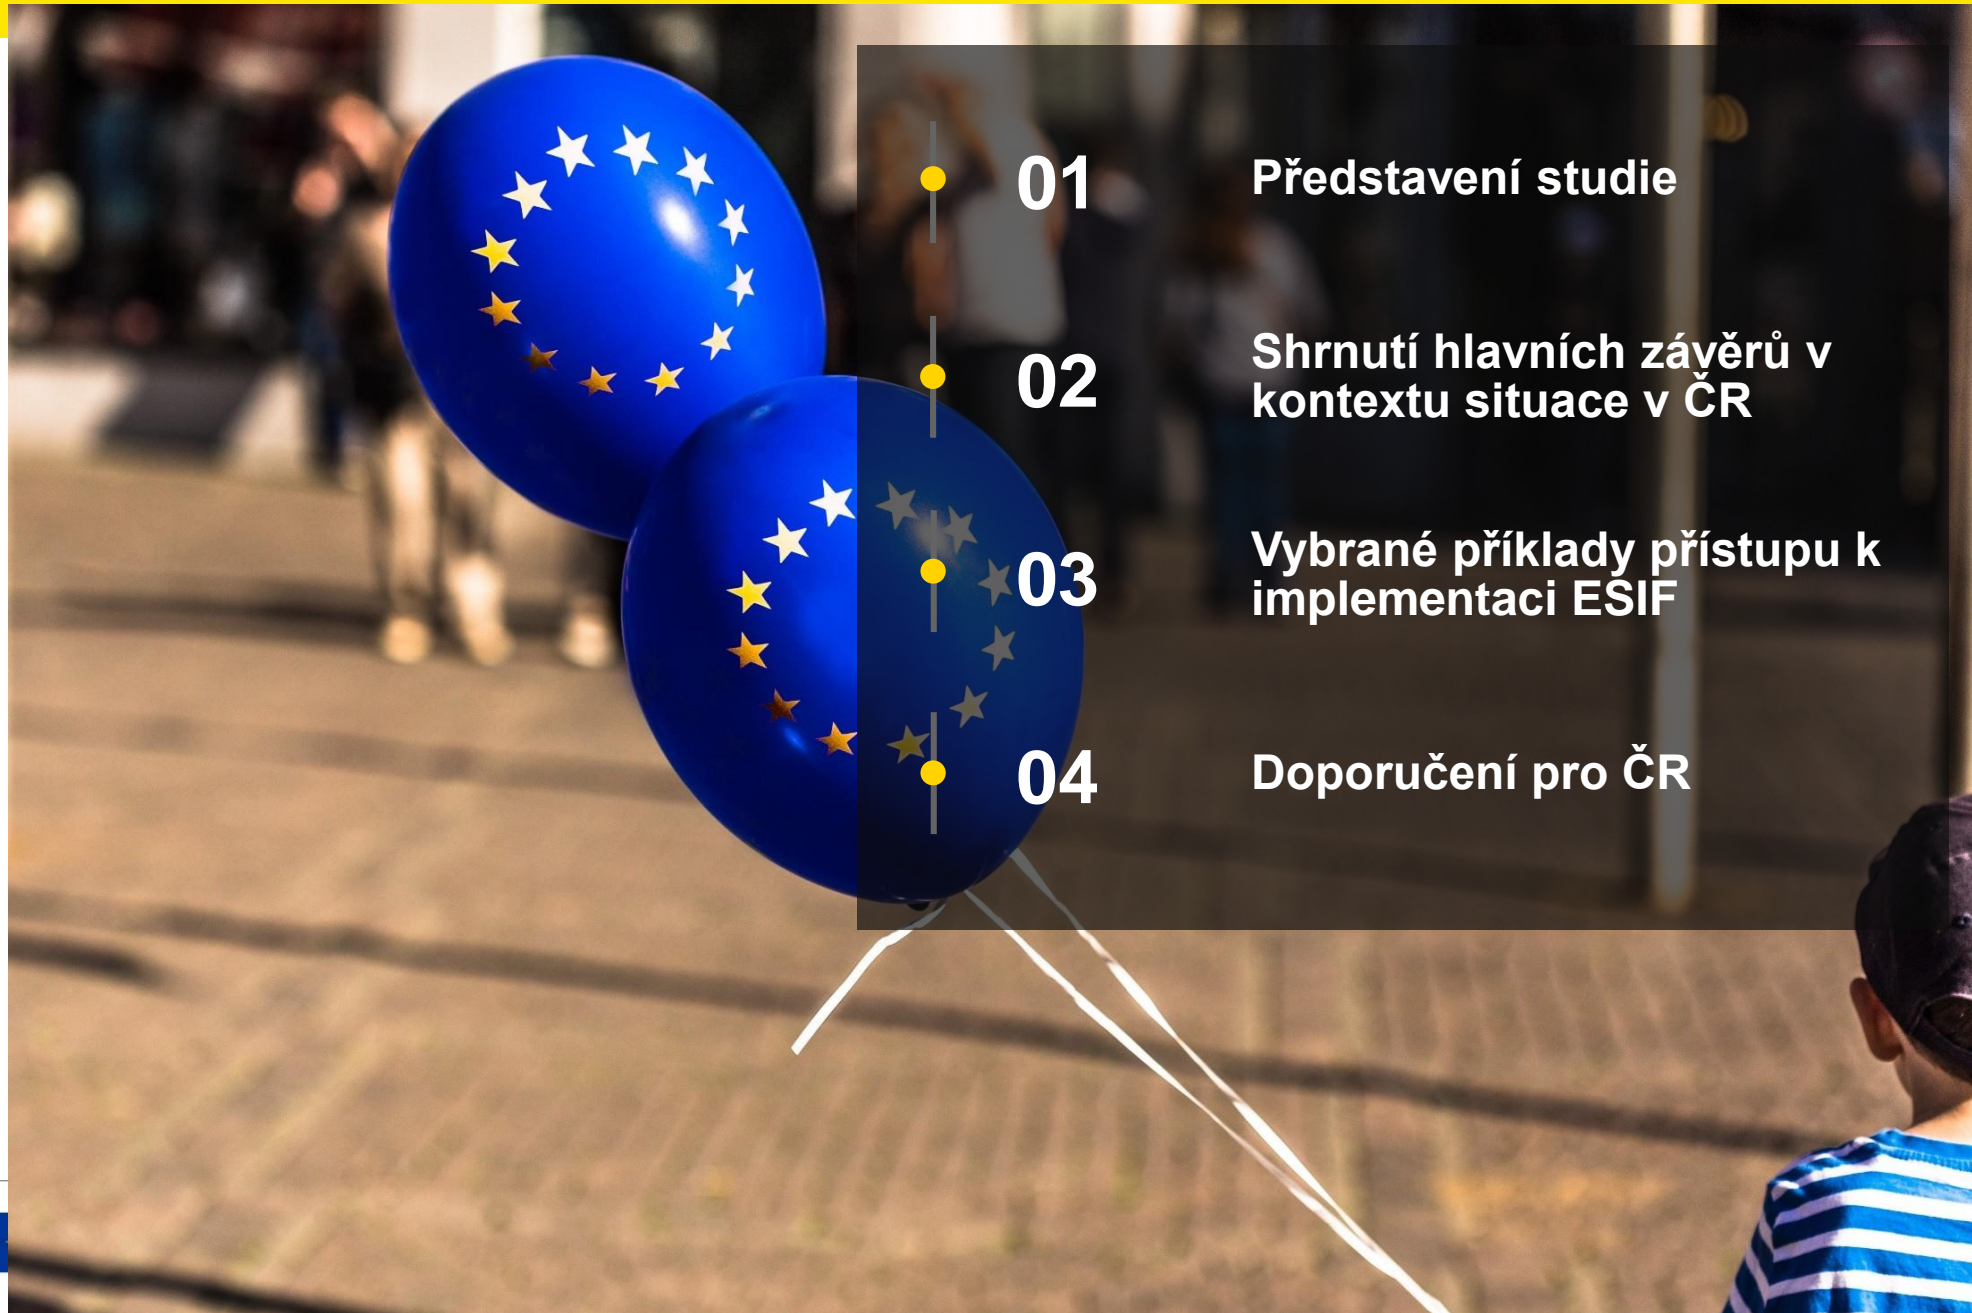 01
Představení studie
02
Shrnutí hlavních závěrů v
kontextu situace v ČR
03
Vybrané příklady přístupu k
implementaci ESIF
04
Doporučení pro ČR